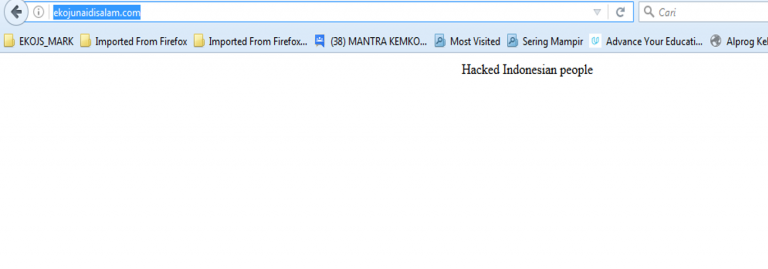 ekojunaidisalam.com
Cari
EKOJS_MARK Imported From Firefox Imported From Firefox... (38) MANTRA KEMKO... Most Visited Sering Mampir Advance Your Educati... Alprog Kel
Hacked Indonesian people